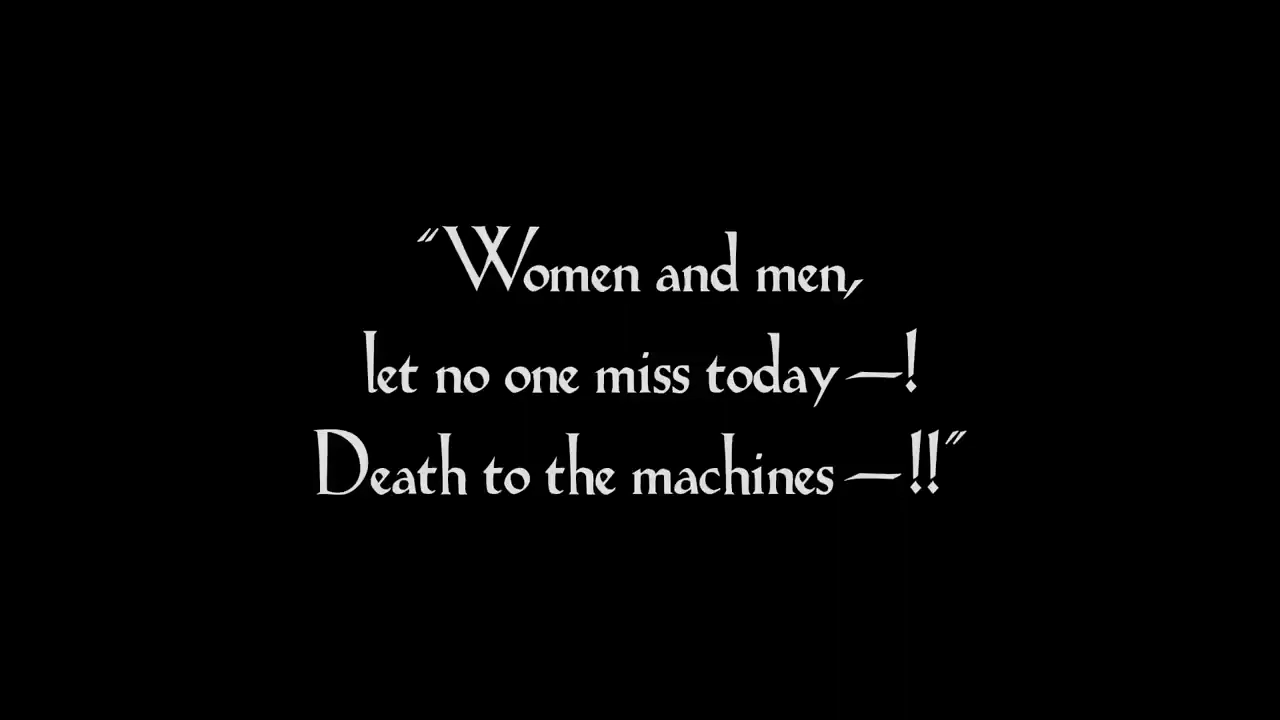 “Women and men,
let no one miss today —!
Death to the machines —!!”